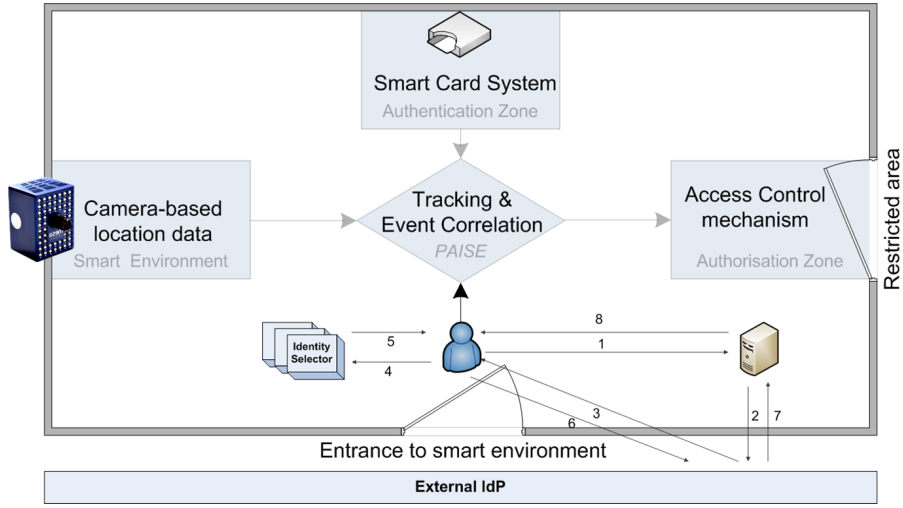 Smart Card System
Authentication Zone
Camera-based
location data
Smart Environment
Tracking &
Event Correlation
PAISE
Access Control
mechanism
Authorisation Zone
Restricted area
Identity
Selector
5
4
8
1
3
6
2
7
Entrance to smart environment
External IdP